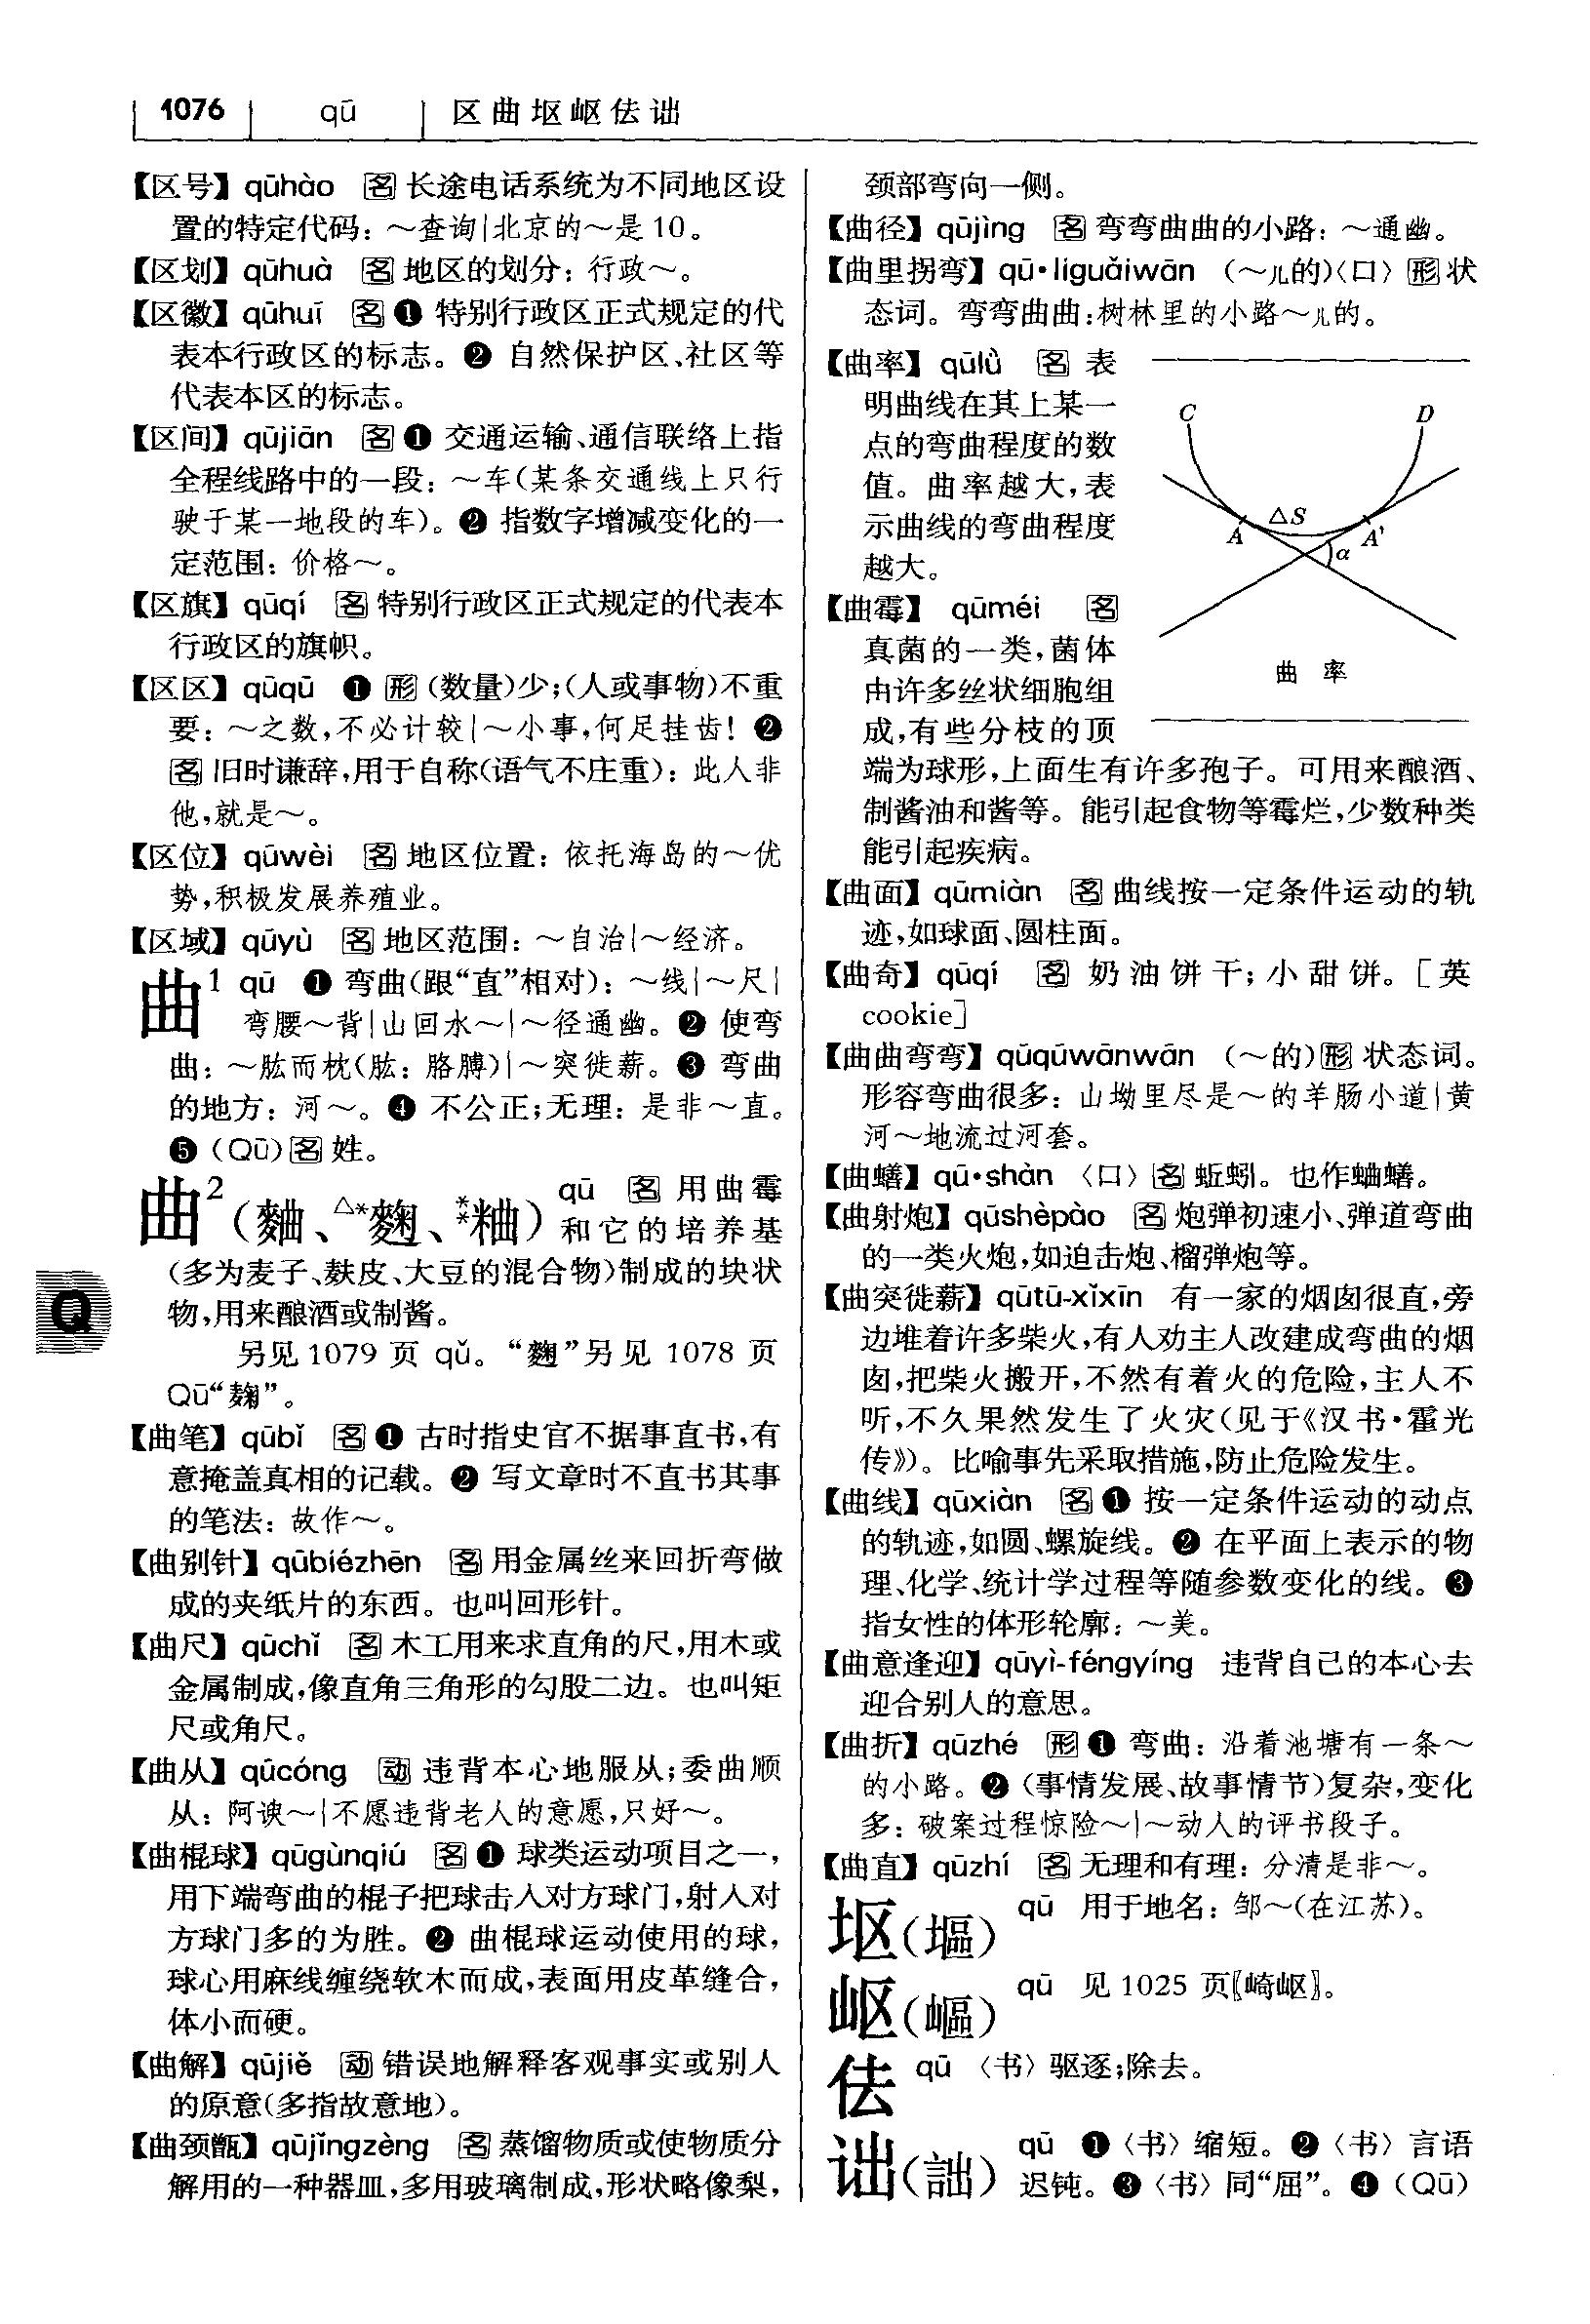 1076 qū 区曲坵岖佉诎
【区号】qūhào 名 长途电话系统为不同地区设
置的特定代码：～查询|北京的～是10。
【区划】qūhuà 名 地区的划分：行政～。
【区徽】qūhuī 名 ❶ 特别行政区正式规定的代
表本行政区的标志。❷ 自然保护区、社区等
代表本区的标志。
【区间】qūjiān 名 ❶ 交通运输、通信联络上指
全程线路中的一段：～车(某条交通线上只行
驶于某一地段的车)。❷ 指数字增减变化的一
定范围：价格～。
【区旗】qūqí 名 特别行政区正式规定的代表本
行政区的旗帜。
【区区】qūqū ❶ 形 (数量)少；(人或事物)不重
要：～之数，不必计较|～小事，何足挂齿！❷
名 旧时谦辞，用于自称(语气不庄重)：此人非
他，就是～。
【区位】qūwèi 名 地区位置：依托海岛的～优
势，积极发展养殖业。
【区域】qūyù 名 地区范围：～自治|～经济。
曲¹ qū ❶ 弯曲(跟“直”相对)：～线|～尺|
弯腰～背|山回水～|～径通幽。❷ 使弯
曲：～肱而枕(肱：胳膊)|～突徙薪。❸ 弯曲
的地方：河～。❹ 不公正；无理：是非～直。
❺ (Qū) 名 姓。
曲²(麯、△*麴、**粬) qū 名 用曲霉
和它的培养基
(多为麦子、麸皮、大豆的混合物)制成的块状
物，用来酿酒或制酱。
另见1079页 qǔ。“麴”另见 1078 页
Qū“麹”。
【曲笔】qūbǐ 名 ❶ 古时指史官不据事直书，有
意掩盖真相的记载。❷ 写文章时不直书其事
的笔法：故作～。
【曲别针】qūbiézhēn 名 用金属丝来回折弯做
成的夹纸片的东西。也叫回形针。
【曲尺】qūchǐ 名 木工用来求直角的尺，用木或
金属制成，像直角三角形的勾股二边。也叫矩
尺或角尺。
【曲从】qūcóng 动 违背本心地服从；委曲顺
从：阿谀～|不愿违背老人的意愿，只好～。
【曲棍球】qūgùnqiú 名 ❶ 球类运动项目之一，
用下端弯曲的棍子把球击入对方球门，射入对
方球门多的为胜。❷ 曲棍球运动使用的球，
球心用麻线缠绕软木而成，表面用皮革缝合，
体小而硬。
【曲解】qūjiě 动 错误地解释客观事实或别人
的原意(多指故意地)。
【曲颈甑】qūjǐngzèng 名 蒸馏物质或使物质分
解用的一种器皿，多用玻璃制成，形状略像梨，
Q
颈部弯向一侧。
【曲径】qūjìng 名 弯弯曲曲的小路：～通幽。
【曲里拐弯】qū•liguǎiwān (～儿的)〈口〉形 状
态词。弯弯曲曲：树林里的小路～儿的。
【曲率】qūlǜ 名 表
明曲线在其上某一
点的弯曲程度的数
值。曲率越大，表
示曲线的弯曲程度
越大。
C D
△S
A A'
α
曲 率
【曲霉】qūméi 名
真菌的一类，菌体
由许多丝状细胞组
成，有些分枝的顶
端为球形，上面生有许多孢子。可用来酿酒、
制酱油和酱等。能引起食物等霉烂，少数种类
能引起疾病。
【曲面】qūmiàn 名 曲线按一定条件运动的轨
迹，如球面、圆柱面。
【曲奇】qūqí 名 奶油饼干；小甜饼。[英
cookie]
【曲曲弯弯】qūqūwānwān (～的) 形 状态词。
形容弯曲很多：山坳里尽是～的羊肠小道|黄
河～地流过河套。
【曲蟮】qū•shàn 〈口〉名 蚯蚓。也作蛐蟮。
【曲射炮】qūshèpào 名 炮弹初速小、弹道弯曲
的一类火炮，如迫击炮、榴弹炮等。
【曲突徙薪】qūtū-xǐxīn 有一家的烟囱很直，旁
边堆着许多柴火，有人劝主人改建成弯曲的烟
囱，把柴火搬开，不然有着火的危险，主人不
听，不久果然发生了火灾(见于《汉书·霍光
传》)。比喻事先采取措施，防止危险发生。
【曲线】qūxiàn 名 ❶ 按一定条件运动的动点
的轨迹，如圆、螺旋线。❷ 在平面上表示的物
理、化学、统计学过程等随参数变化的线。❸
指女性的体形轮廓：～美。
【曲意逢迎】qūyì-féngyíng 违背自己的本心去
迎合别人的意思。
【曲折】qūzhé 形 ❶ 弯曲：沿着池塘有一条～
的小路。❷ (事情发展、故事情节)复杂，变化
多：破案过程惊险～|～动人的评书段子。
【曲直】qūzhí 名 无理和有理：分清是非～。
坵(塸) qū 用于地名：邹～(在江苏)。
岖(嶇) qū 见 1025 页〖崎岖〗。
佉 qū 〈书〉驱逐；除去。
诎(詘) qū ❶〈书〉缩短。❷〈书〉言语
迟钝。❸〈书〉同“屈”。❹ (Qū)